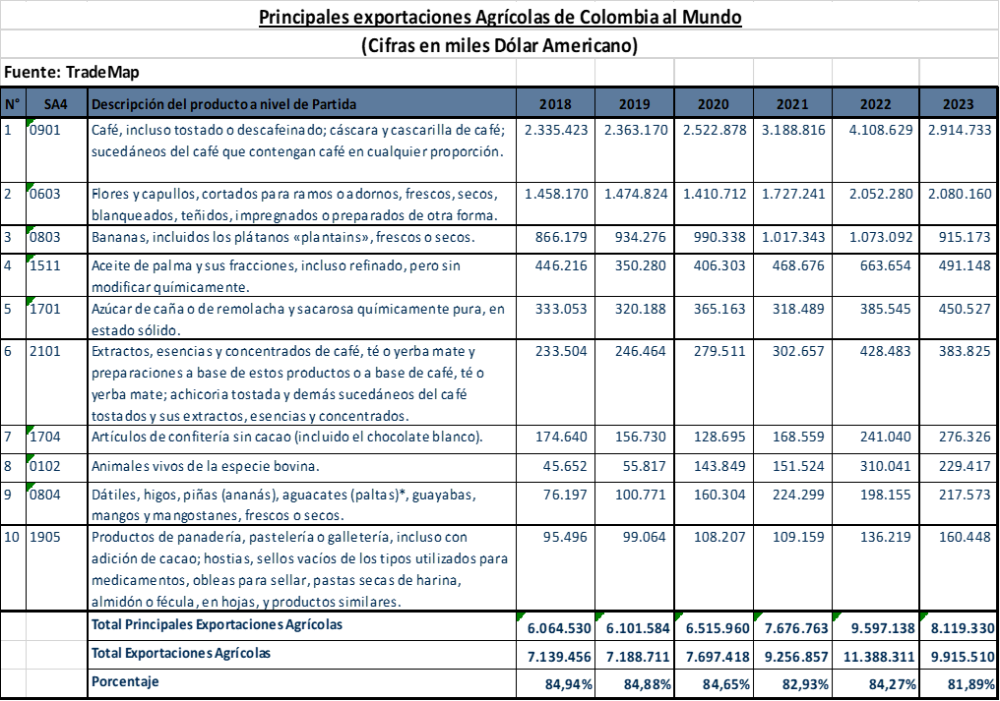 Principales exportaciones Agrícolas de Colombia al Mundo
(Cifras en miles Dólar Americano)
Fuente: TradeMap
N° SA4 Descripción del producto a nivel de Partida 2018 2019 2020 2021 2022 2023
1 0901 Café, incluso tostado o descafeinado; cáscara y cascarilla de café; 2.335.423 2.363.170 2.522.878 3.188.816 4.108.629 2.914.733
sucedáneos del café que contengan café en cualquier proporción.
2 0603 Flores y capullos, cortados para ramos o adornos, frescos, secos, 1.458.170 1.474.824 1.410.712 1.727.241 2.052.280 2.080.160
blanqueados, teñidos, impregnados o preparados de otra forma.
3 0803 Bananas, incluidos los plátanos «plantains», frescos o secos. 866.179 934.276 990.338 1.017.343 1.073.092 915.173
4 1511 Aceite de palma y sus fracciones, incluso refinado, pero sin 446.216 350.280 406.303 468.676 663.654 491.148
modificar químicamente.
5 1701 Azúcar de caña o de remolacha y sacarosa químicamente pura, en 333.053 320.188 365.163 318.489 385.545 450.527
estado sólido.
6 2101 Extractos, esencias y concentrados de café, té o yerba mate y 233.504 246.464 279.511 302.657 428.483 383.825
preparaciones a base de estos productos o a base de café, té o
yerba mate; achicoria tostada y demás sucedáneos del café
tostados y sus extractos, esencias y concentrados.
7 1704 Artículos de confitería sin cacao (incluido el chocolate blanco). 174.640 156.730 128.695 168.559 241.040 276.326
8 0102 Animales vivos de la especie bovina. 45.652 55.817 143.849 151.524 310.041 229.417
9 0804 Dátiles, higos, piñas (ananás), aguacates (paltas)*, guayabas, 76.197 100.771 160.304 224.299 198.155 217.573
mangos y mangostanes, frescos o secos.
10 1905 Productos de panadería, pastelería o galletería, incluso con 95.496 99.064 108.207 109.159 136.219 160.448
adición de cacao; hostias, sellos vacíos de los tipos utilizados para
medicamentos, obleas para sellar, pastas secas de harina,
almidón o fécula, en hojas, y productos similares.
Total Principales Exportaciones Agrícolas 6.064.530 6.101.584 6.515.960 7.676.763 9.597.138 8.119.330
Total Exportaciones Agrícolas 7.139.456 7.188.711 7.697.418 9.256.857 11.388.311 9.915.510
Porcentaje 84,94% 84,88% 84,65% 82,93% 84,27% 81,89%